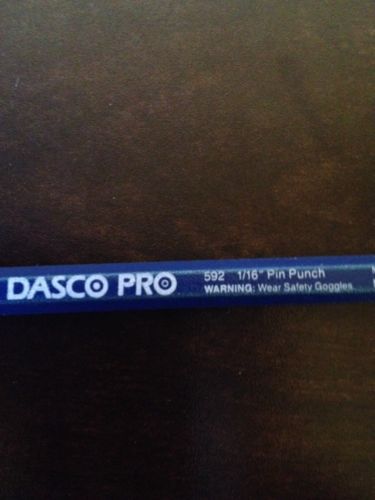 DASCO PRO
592 1/16" Pin Punch
WARNING: Wear Safety Goggles